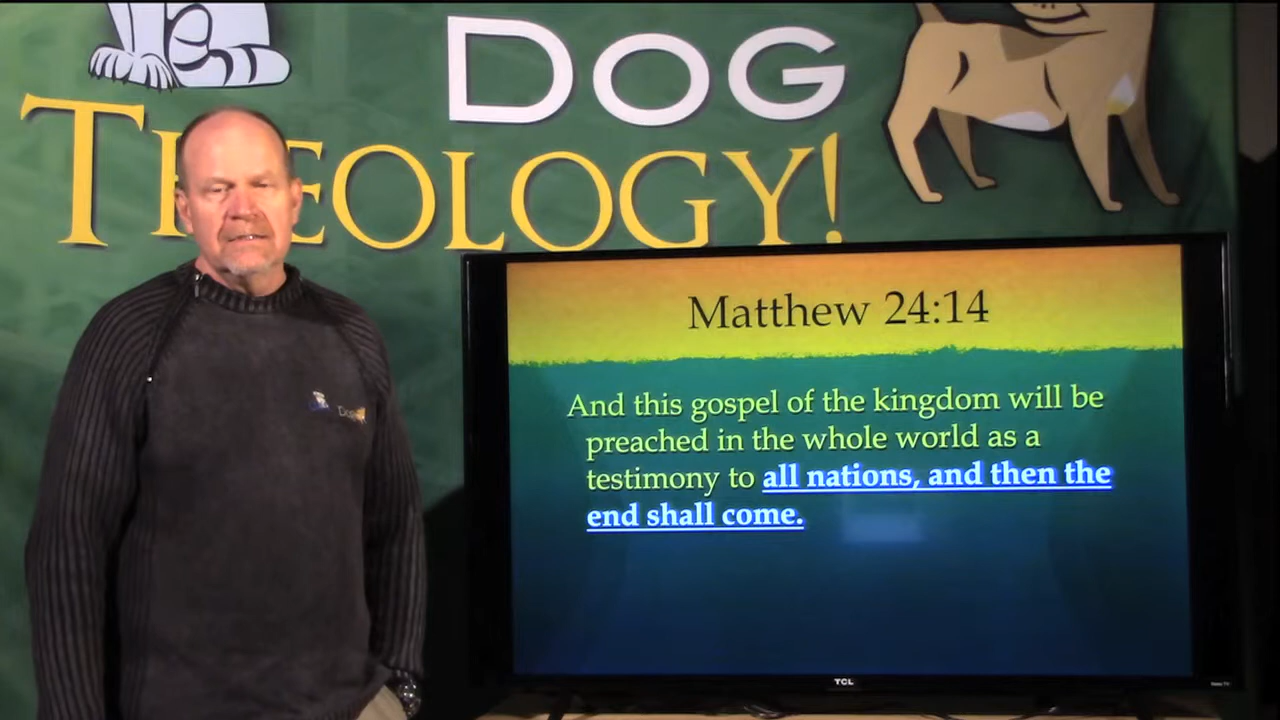 DOG
THEOLOGY!
Matthew 24:14
And this gospel of the kingdom will be
preached in the whole world as a
testimony to all nations, and then the
end shall come.
TCL